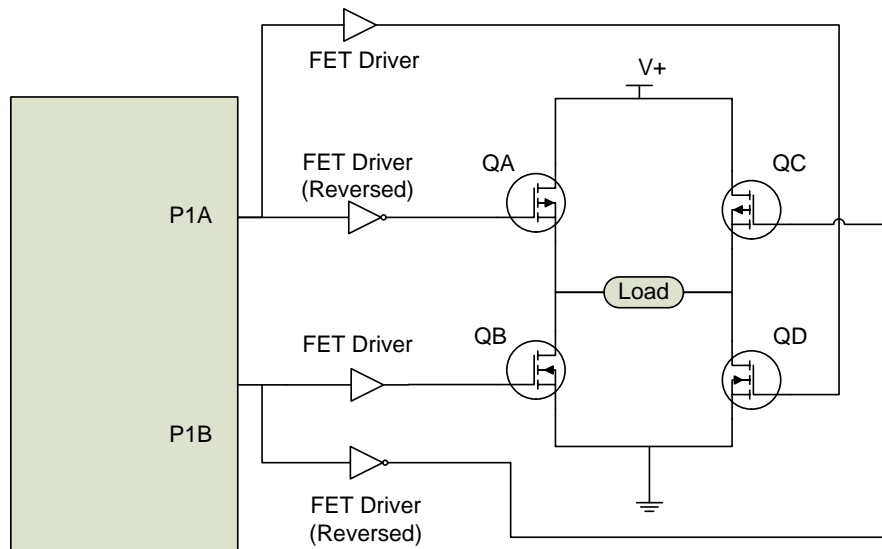 FET Driver
V+
FET Driver
(Reversed)
QA
QC
P1A
Load
FET Driver
QB
QD
P1B
FET Driver
(Reversed)